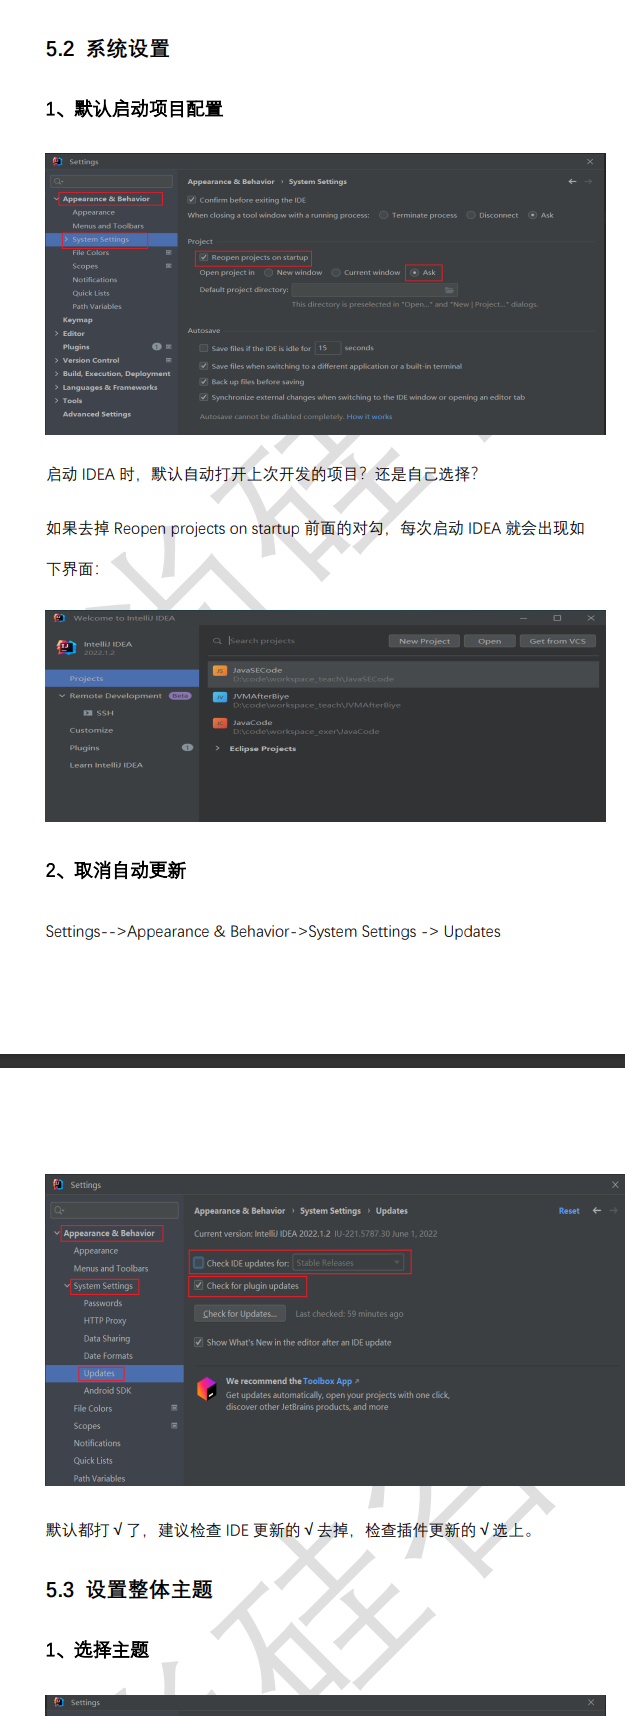 5.2 系统设置
1、默认启动项目配置
Settings
Appearance & Behavior
Appearance
Menus and Toolbars
System Settings
File Colors
Scopes
Notifications
Quick Lists
Path Variables
Keymap
Editor
Plugins 1
Version Control
Build, Execution, Deployment
Languages & Frameworks
Tools
Advanced Settings
Appearance & Behavior › System Settings
Confirm before exiting the IDE
When closing a tool window with a running process: Terminate process Disconnect Ask
Project
Reopen projects on startup
Open project in New window Current window Ask
Default project directory:
This directory is preselected in "Open..." and "New | Project..." dialogs.
Autosave
Save files if the IDE is idle for 15 seconds
Save files when switching to a different application or a built-in terminal
Back up files before saving
Synchronize external changes when switching to the IDE window or opening an editor tab
Autosave cannot be disabled completely. How it works
启动 IDEA 时，默认自动打开上次开发的项目？还是自己选择？
如果去掉 Reopen projects on startup 前面的对勾，每次启动 IDEA 就会出现如
下界面：
Welcome to IntelliJ IDEA
IntelliJ IDEA
2022.1.2
Projects
Remote Development Beta
SSH
Customize
Plugins 1
Learn IntelliJ IDEA
Search projects New Project Open Get from VCS
JS JavaSECode
D:\code\workspace_teach\JavaSECode
JV JVMAfterBiye
D:\code\workspace_teach\JVMAfterBiye
JC JavaCode
D:\code\workspace_exer\JavaCode
Eclipse Projects
2、取消自动更新
Settings-->Appearance & Behavior->System Settings -> Updates
Settings
Appearance & Behavior
Appearance
Menus and Toolbars
System Settings
Passwords
HTTP Proxy
Data Sharing
Date Formats
Updates
Android SDK
File Colors
Scopes
Notifications
Quick Lists
Path Variables
Appearance & Behavior › System Settings › Updates Reset
Current version: IntelliJ IDEA 2022.1.2 IU-221.5787.30 June 1, 2022
Check IDE updates for: Stable Releases
Check for plugin updates
Check for Updates... Last checked: 59 minutes ago
Show What's New in the editor after an IDE update
We recommend the Toolbox App ↗
Get updates automatically, open your projects with one click,
discover other JetBrains products, and more
默认都打√了，建议检查 IDE 更新的√去掉，检查插件更新的√选上。
5.3 设置整体主题
1、选择主题
Settings